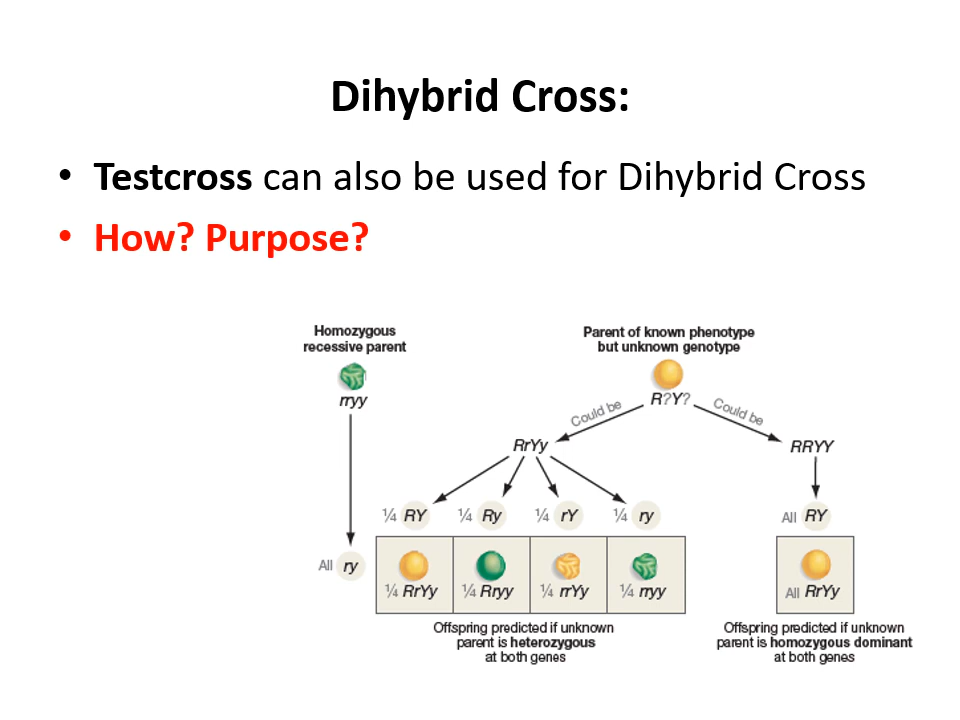 Dihybrid Cross:
• Testcross can also be used for Dihybrid Cross
• How? Purpose?
Homozygous
recessive parent
Parent of known phenotype
but unknown genotype
rryy
R?Y?
Could be
Could be
RrYy
RRYY
¼ RY
¼ Ry
¼ rY
¼ ry
All RY
All ry
¼ RrYy
¼ Rryy
¼ rrYy
¼ rryy
All RrYy
Offspring predicted if unknown
parent is heterozygous
at both genes
Offspring predicted if unknown
parent is homozygous dominant
at both genes